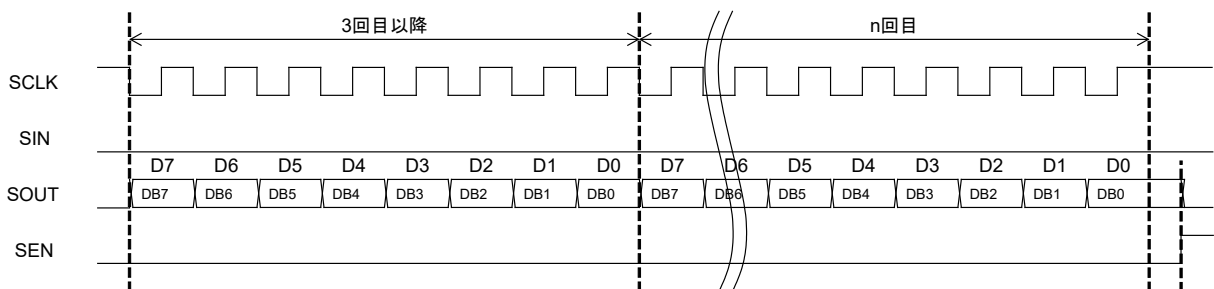 3回目以降 n回目
SCLK
SIN
D7 D6 D5 D4 D3 D2 D1 D0 D7 D6 D5 D4 D3 D2 D1 D0
SOUT DB7 DB6 DB5 DB4 DB3 DB2 DB1 DB0 DB7 DB6 DB5 DB4 DB3 DB2 DB1 DB0
SEN